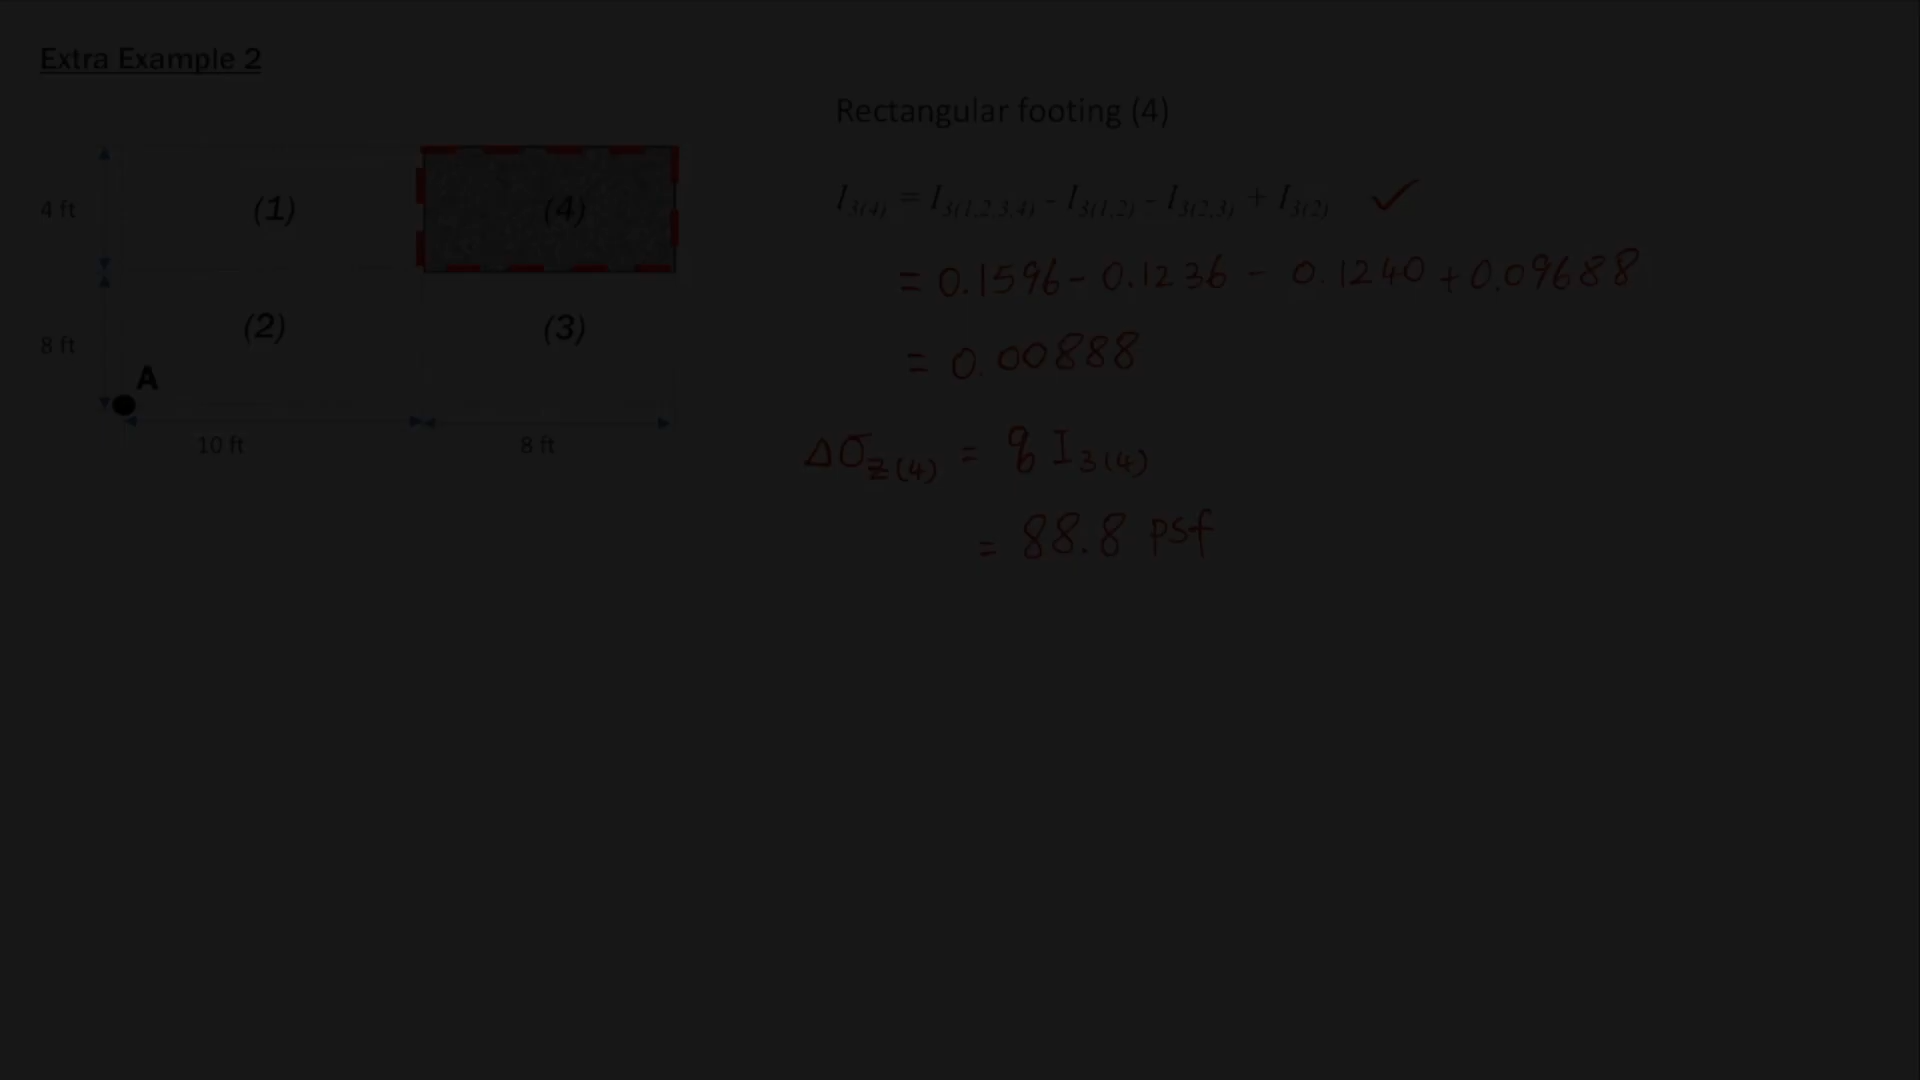 Extra Example 2
Rectangular footing (4)
4 ft
(1)
(4)
I3(4) = I3(1,2,3,4) - I3(1,2) - I3(2,3) + I3(2) ✓
= 0.1596 - 0.1236 - 0.1240 + 0.09688
8 ft
(2)
(3)
= 0.00888
A
10 ft
8 ft
Δσz(4) = q I3(4)
= 88.8 psf